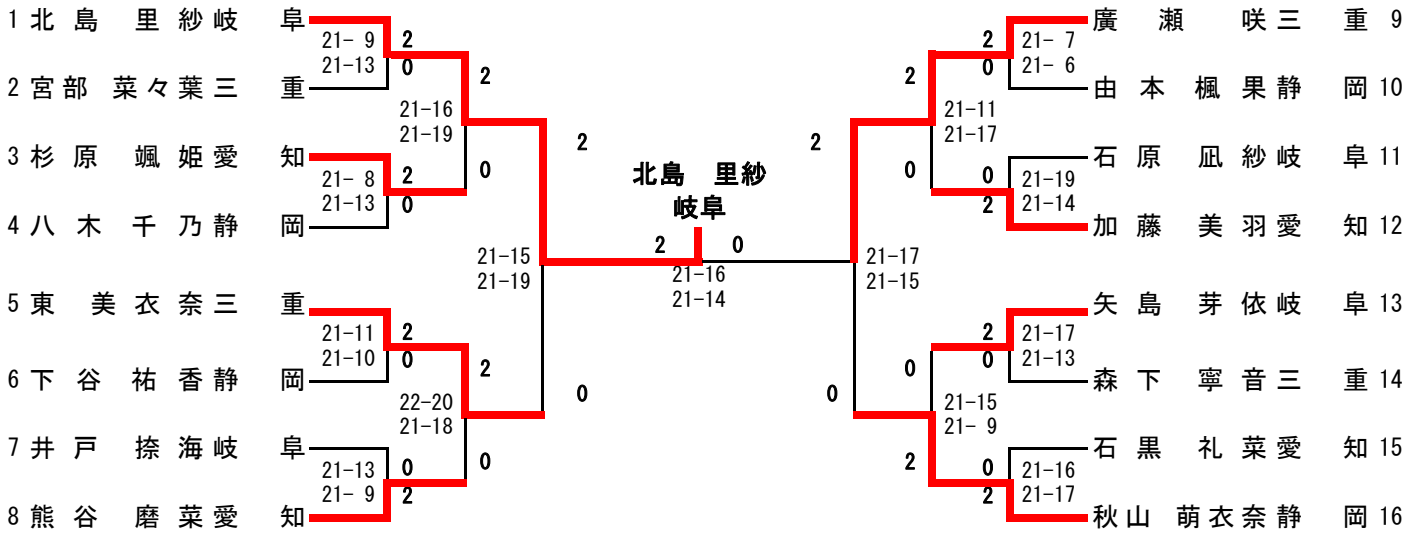 1 北島 里紗 岐阜
21- 9 2
21-13 0
2 宮部 菜々葉 三重
2
21-16
21-19
0
3 杉原 颯姫 愛知
21- 8 2
21-13 0
4 八木 千乃 静岡
2
21-15
21-19
0
5 東 美衣奈 三重
21-11 2
21-10 0
6 下谷 祐香 静岡
2
22-20
21-18
0
7 井戸 捺海 岐阜
21-13 0
21- 9 2
8 熊谷 磨菜 愛知
北島 里紗
岐阜
2 0
21-16
21-14
廣瀬 咲 三重 9
2 21- 7
0 21- 6
由本 楓果 静岡 10
2
21-11
21-17
0
石原 凪紗 岐阜 11
0 21-19
2 21-14
加藤 美羽 愛知 12
2
21-17
21-15
0
矢島 芽依 岐阜 13
2 21-17
0 21-13
森下 寧音 三重 14
0
21-15
21- 9
2
石黒 礼菜 愛知 15
0 21-16
2 21-17
秋山 萌衣奈 静岡 16